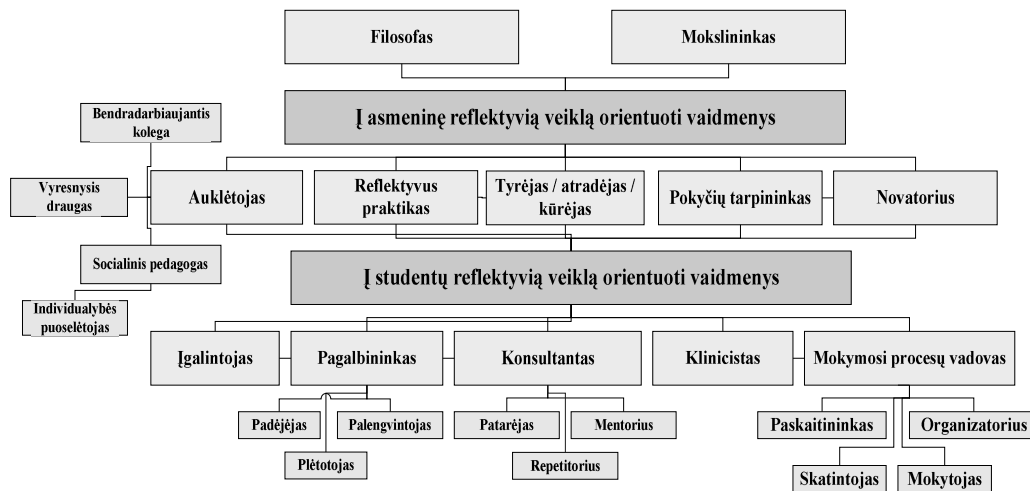 Filosofas
Mokslininkas
Bendradarbiaujantis
kolega
Į asmeninę reflektyvią veiklą orientuoti vaidmenys
Vyresnysis
draugas
Auklėtojas
Reflektyvus
praktikas
Tyrėjas / atradėjas /
kūrėjas
Pokyčių tarpininkas
Novatorius
Socialinis pedagogas
Į studentų reflektyvią veiklą orientuoti vaidmenys
Individualybės
puoselėtojas
Įgalintojas
Pagalbininkas
Konsultantas
Klinicistas
Mokymosi procesų vadovas
Padėjėjas
Palengvintojas
Patarėjas
Mentorius
Paskaitininkas
Organizatorius
Plėtotojas
Repetitorius
Skatintojas
Mokytojas